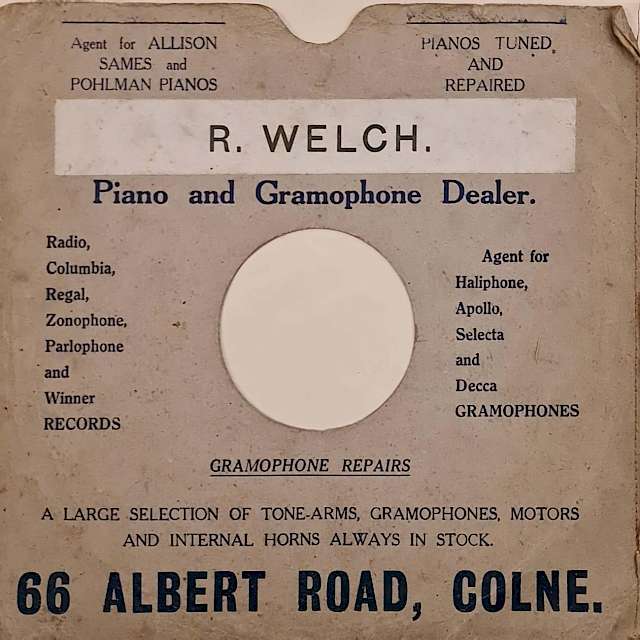 Agent for ALLISON
SAMES and
POHLMAN PIANOS
PIANOS TUNED
AND
REPAIRED
R. WELCH.
Piano and Gramophone Dealer.
Radio,
Columbia,
Regal,
Zonophone,
Parlophone
and
Winner
RECORDS
Agent for
Haliphone,
Apollo,
Selecta
and
Decca
GRAMOPHONES
GRAMOPHONE REPAIRS
A LARGE SELECTION OF TONE-ARMS, GRAMOPHONES, MOTORS
AND INTERNAL HORNS ALWAYS IN STOCK.
66 ALBERT ROAD, COLNE.